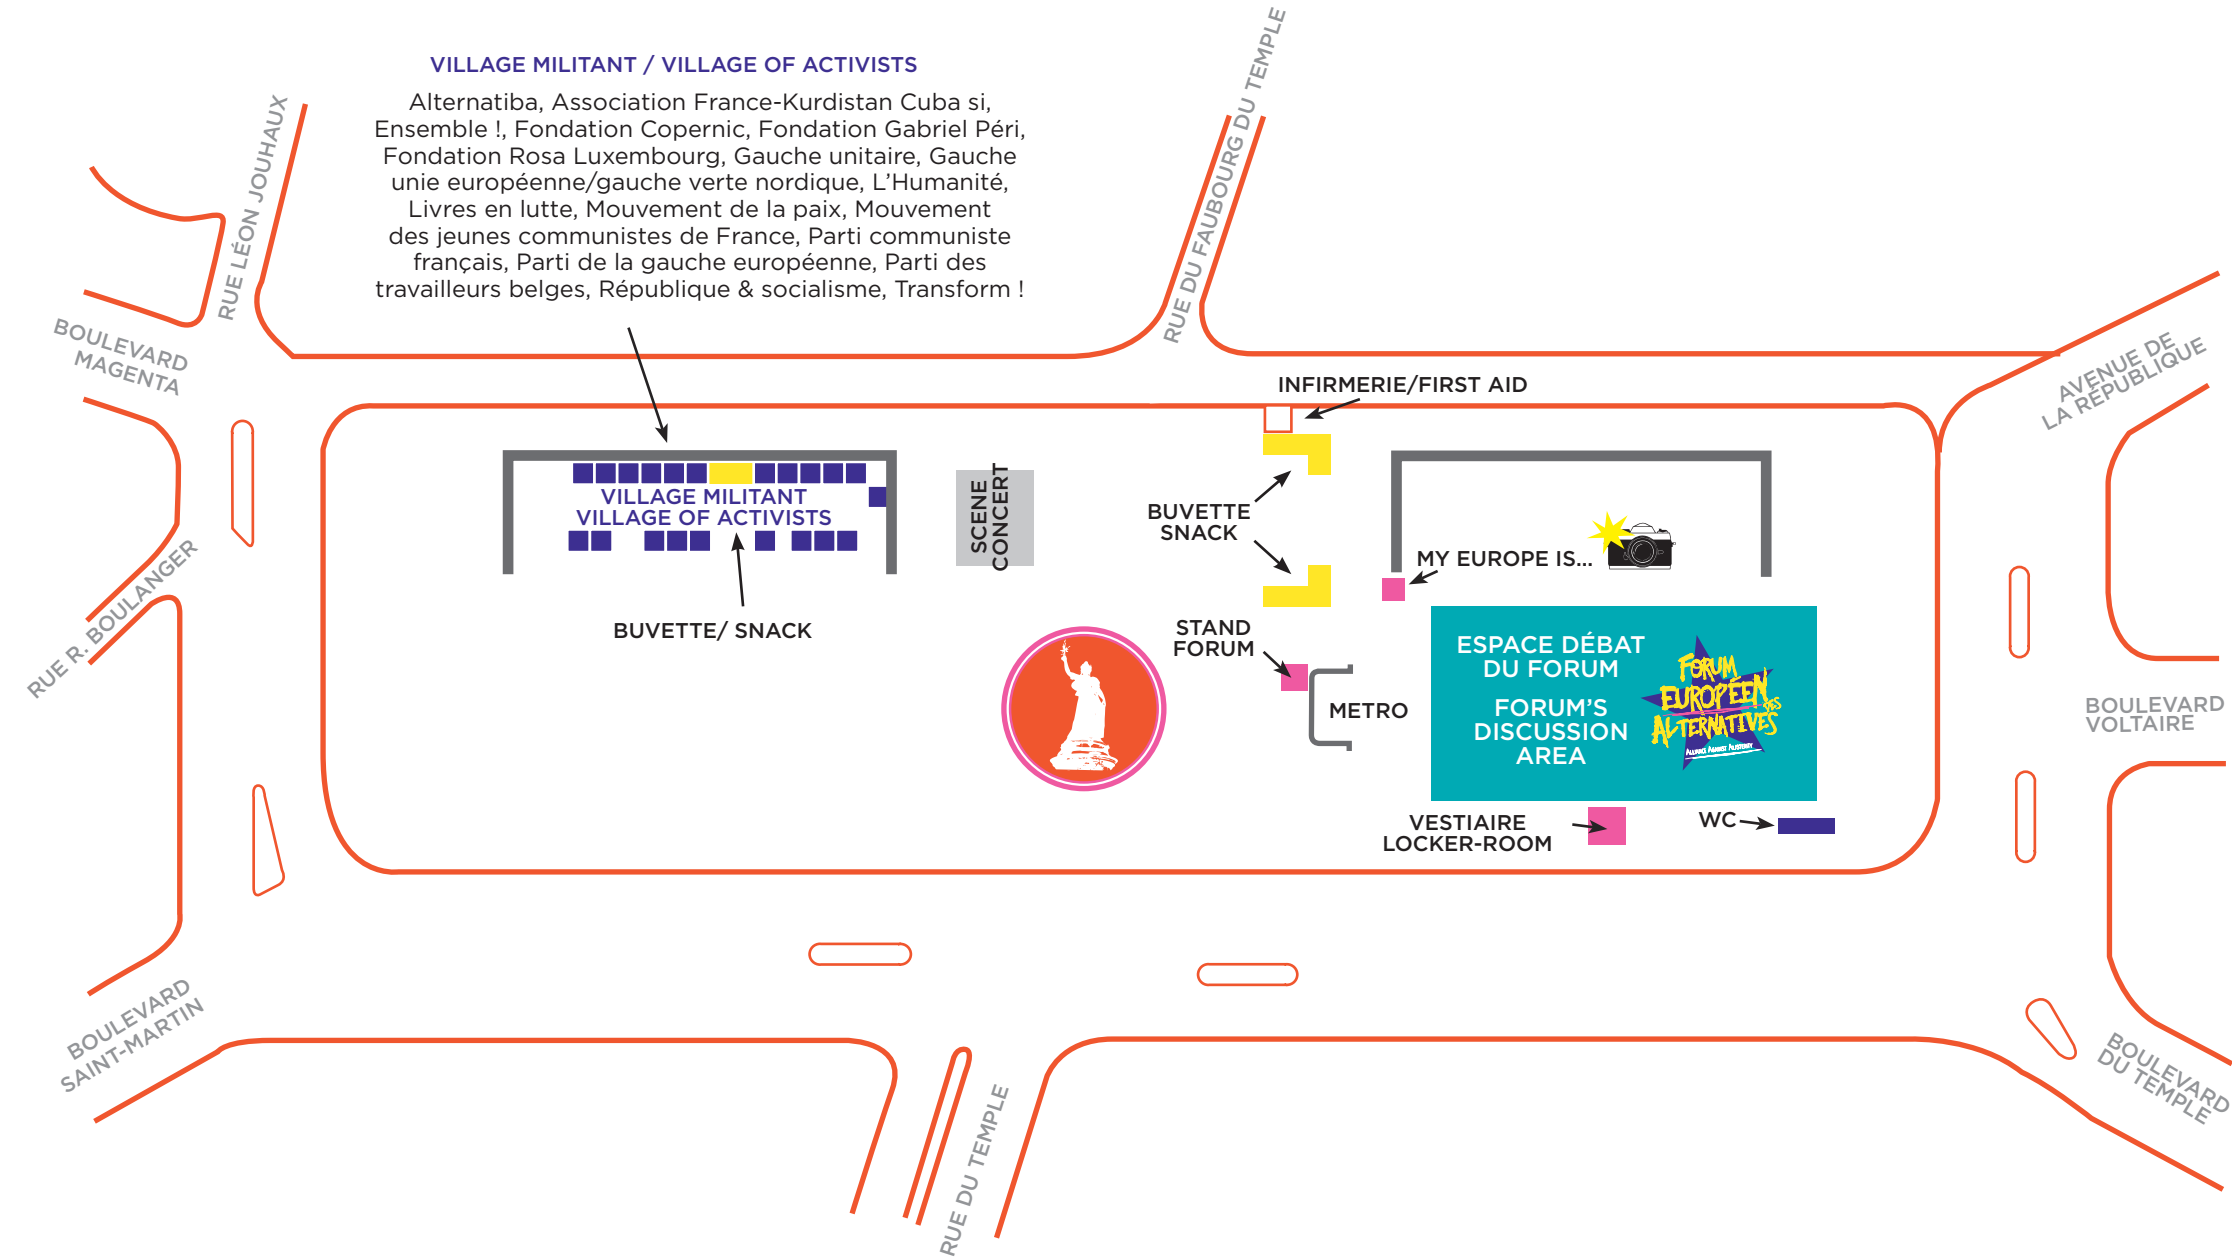 VILLAGE MILITANT / VILLAGE OF ACTIVISTS
Alternatiba, Association France-Kurdistan Cuba si,
Ensemble !, Fondation Copernic, Fondation Gabriel Péri,
Fondation Rosa Luxembourg, Gauche unitaire, Gauche
unie européenne/gauche verte nordique, L'Humanité,
Livres en lutte, Mouvement de la paix, Mouvement
des jeunes communistes de France, Parti communiste
français, Parti de la gauche européenne, Parti des
travailleurs belges, République & socialisme, Transform !
RUE LÉON JOUHAUX
RUE DU FAUBOURG DU TEMPLE
BOULEVARD
MAGENTA
AVENUE DE
LA RÉPUBLIQUE
INFIRMERIE/FIRST AID
VILLAGE MILITANT
VILLAGE OF ACTIVISTS
SCENE
CONCERT
BUVETTE
SNACK
MY EUROPE IS...
RUE R. BOULANGER
BUVETTE/ SNACK
STAND
FORUM
METRO
ESPACE DÉBAT
DU FORUM
FORUM'S
DISCUSSION
AREA
FORUM
EUROPÉEN
DES
ALTERNATIVES
ALLIANCE AGAINST AUSTERITY
BOULEVARD
VOLTAIRE
VESTIAIRE
LOCKER-ROOM
WC
BOULEVARD
SAINT-MARTIN
RUE DU TEMPLE
BOULEVARD
DU TEMPLE